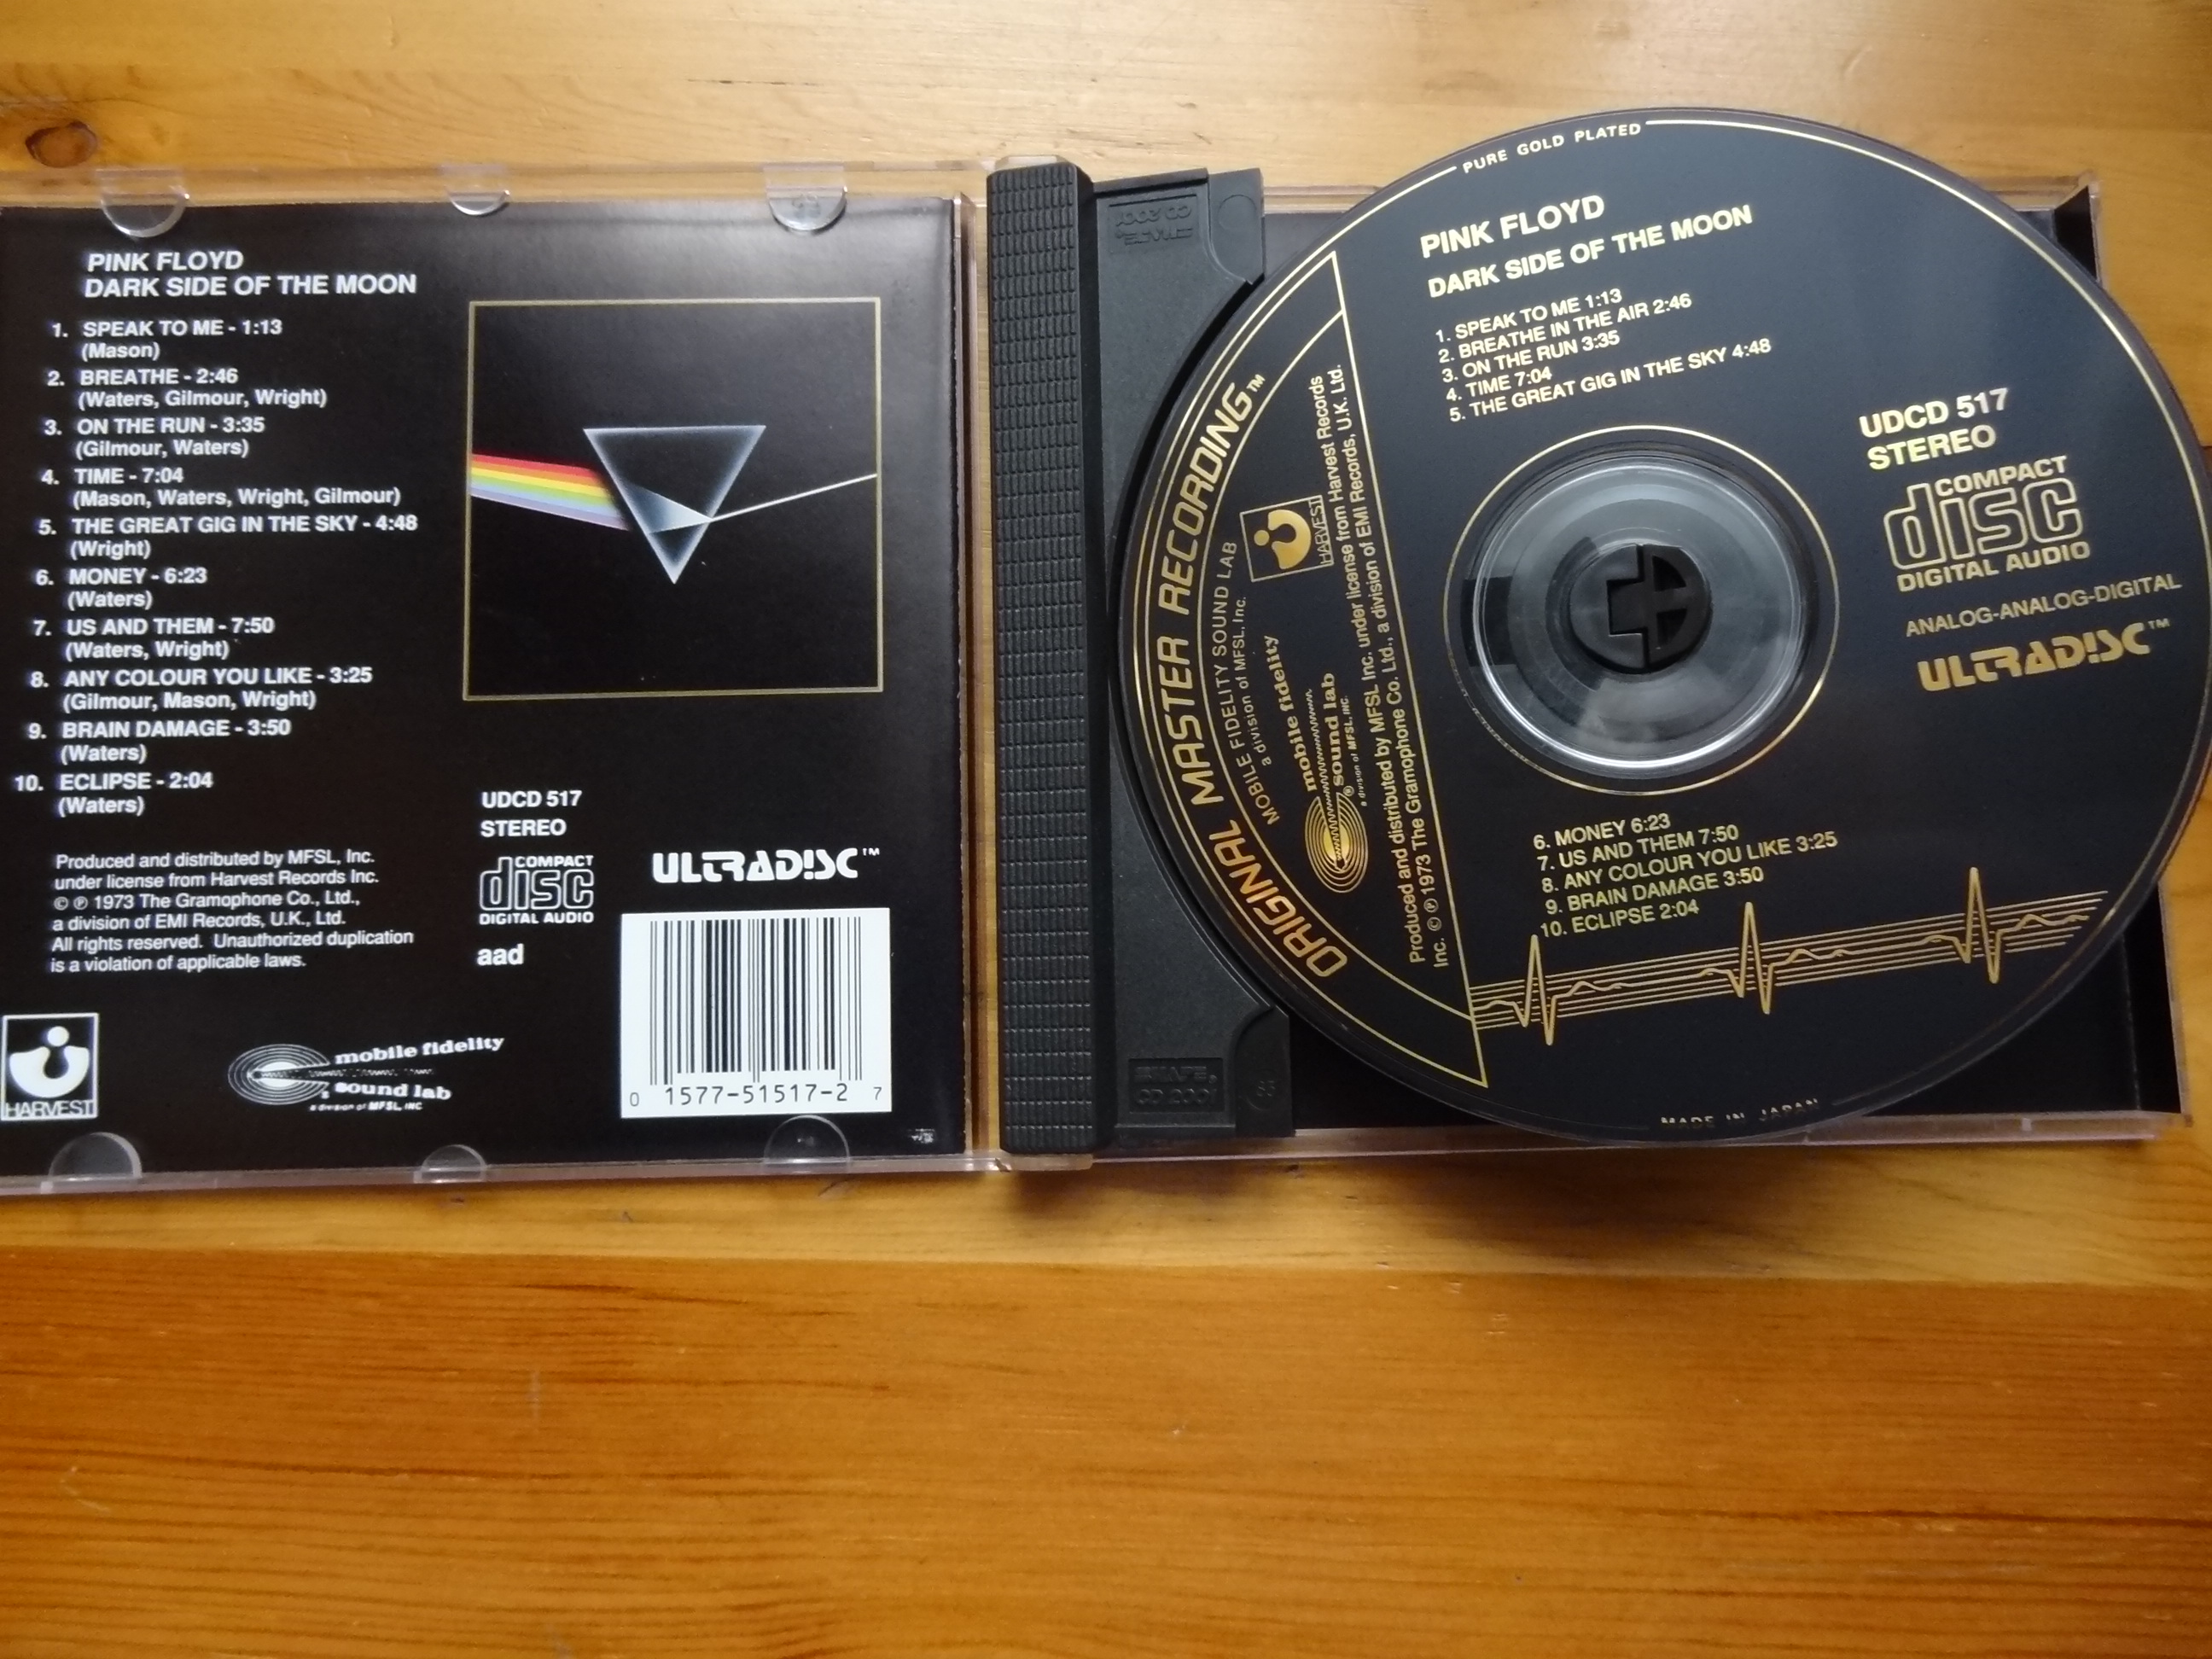 PINK FLOYD
DARK SIDE OF THE MOON
1. SPEAK TO ME - 1:13
(Mason)
2. BREATHE - 2:46
(Waters, Gilmour, Wright)
3. ON THE RUN - 3:35
(Gilmour, Waters)
4. TIME - 7:04
(Mason, Waters, Wright, Gilmour)
5. THE GREAT GIG IN THE SKY - 4:48
(Wright)
6. MONEY - 6:23
(Waters)
7. US AND THEM - 7:50
(Waters, Wright)
8. ANY COLOUR YOU LIKE - 3:25
(Gilmour, Mason, Wright)
9. BRAIN DAMAGE - 3:50
(Waters)
10. ECLIPSE - 2:04
(Waters)
Produced and distributed by MFSL, Inc.
under license from Harvest Records Inc.
© ℗ 1973 The Gramophone Co., Ltd.,
a division of EMI Records, U.K., Ltd.
All rights reserved. Unauthorized duplication
is a violation of applicable laws.
HARVEST
mobile fidelity
sound lab
a division of MFSL, INC
UDCD 517
STEREO
COMPACT
disc
DIGITAL AUDIO
aad
ULTRADISC™
0 1577-51517-2 7
SHAPE
CD 2001
SHAPE
CD 2001
PURE GOLD PLATED
PINK FLOYD
DARK SIDE OF THE MOON
1. SPEAK TO ME 1:13
2. BREATHE IN THE AIR 2:46
3. ON THE RUN 3:35
4. TIME 7:04
5. THE GREAT GIG IN THE SKY 4:48
UDCD 517
STEREO
COMPACT
disc
DIGITAL AUDIO
ANALOG-ANALOG-DIGITAL
ULTRADISC™
ORIGINAL MASTER RECORDING™
MOBILE FIDELITY SOUND LAB
a division of MFSL, Inc.
HARVEST
mobile fidelity
sound lab
®
a division of MFSL, INC.
Produced and distributed by MFSL Inc. under license from Harvest Records
Inc. © ℗ 1973 The Gramophone Co. Ltd., a division of EMI Records, U.K. Ltd.
6. MONEY 6:23
7. US AND THEM 7:50
8. ANY COLOUR YOU LIKE 3:25
9. BRAIN DAMAGE 3:50
10. ECLIPSE 2:04
MADE IN JAPAN